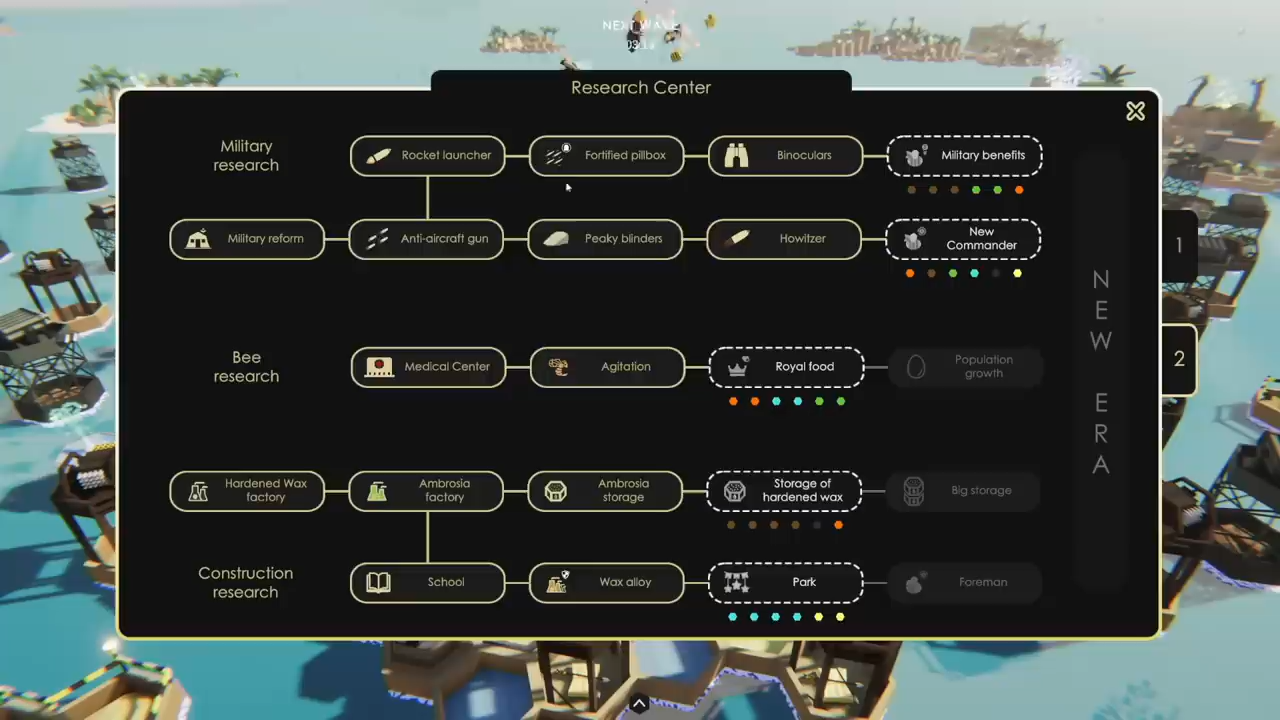 NEXT WAVE
Research Center
Military
research
Rocket launcher
Fortified pillbox
Binoculars
Military benefits
Military reform
Anti-aircraft gun
Peaky blinders
Howitzer
New
Commander
1
Bee
research
Medical Center
Agitation
Royal food
Population
growth
2
NEW ERA
Hardened Wax
factory
Ambrosia
factory
Ambrosia
storage
Storage of
hardened wax
Big storage
Construction
research
School
Wax alloy
Park
Foreman